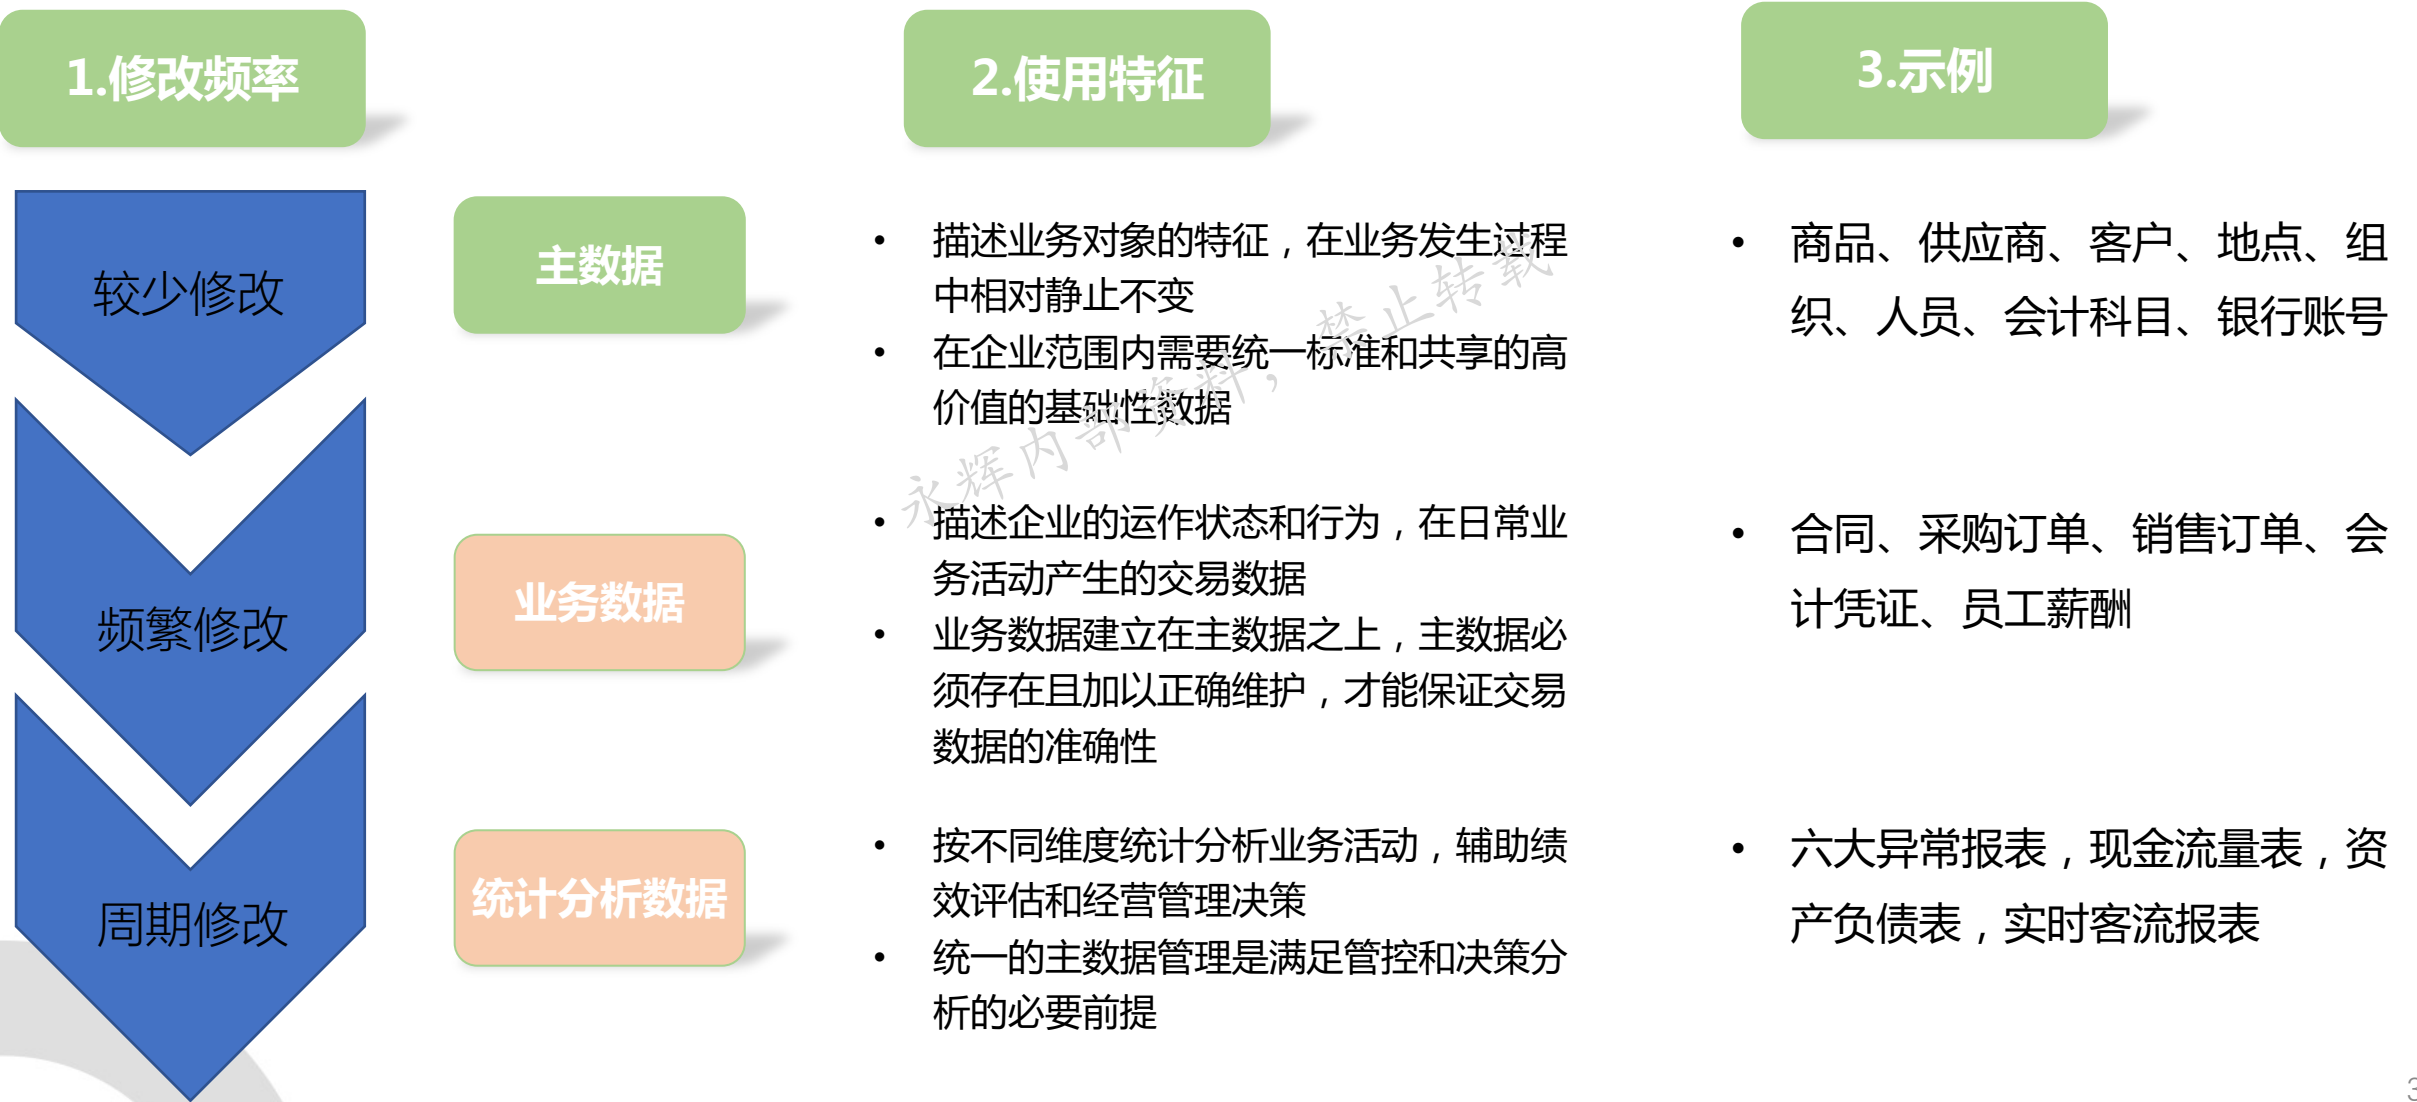 1.修改频率
2.使用特征
3.示例
较少修改
主数据
• 描述业务对象的特征，在业务发生过程
中相对静止不变
• 在企业范围内需要统一标准和共享的高
价值的基础性数据
• 商品、供应商、客户、地点、组
织、人员、会计科目、银行账号
永辉内部资料，禁止转载
频繁修改
业务数据
• 描述企业的运作状态和行为，在日常业
务活动产生的交易数据
• 业务数据建立在主数据之上，主数据必
须存在且加以正确维护，才能保证交易
数据的准确性
• 合同、采购订单、销售订单、会
计凭证、员工薪酬
周期修改
统计分析数据
• 按不同维度统计分析业务活动，辅助绩
效评估和经营管理决策
• 统一的主数据管理是满足管控和决策分
析的必要前提
• 六大异常报表，现金流量表，资
产负债表，实时客流报表
3